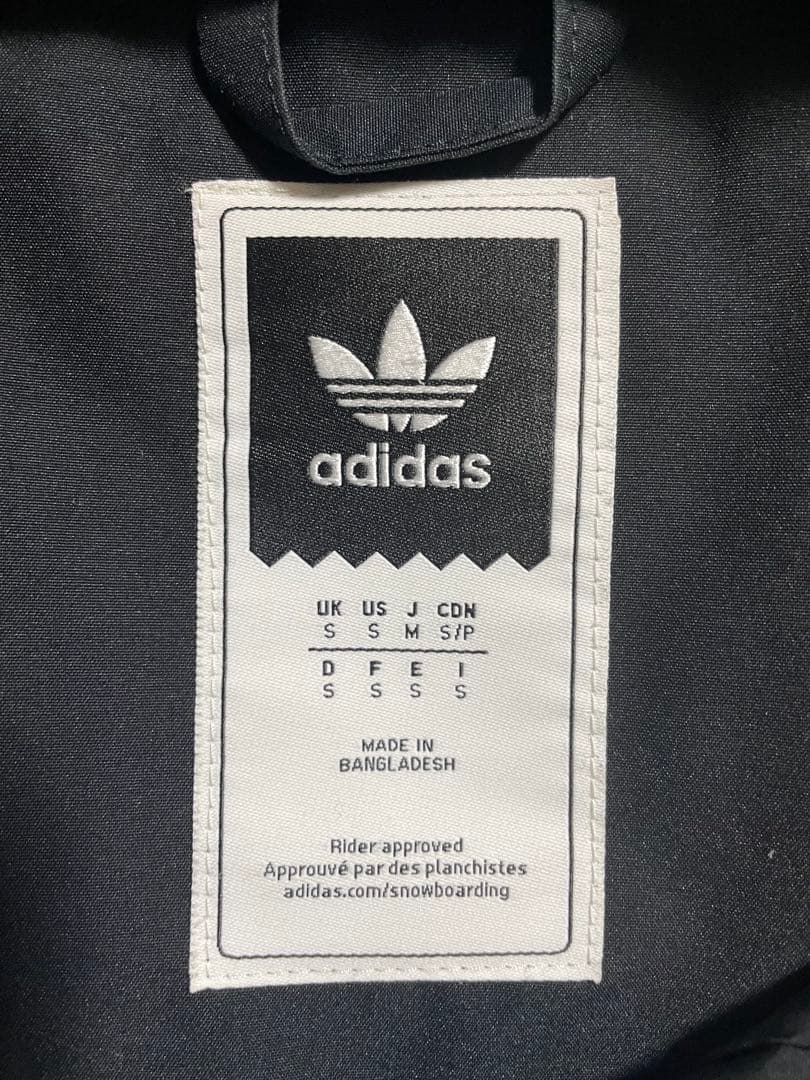 adidas
UK US J CDN
S S M S/P
D F E I
S S S S
MADE IN
BANGLADESH
Rider approved
Approuvé par des planchistes
adidas.com/snowboarding